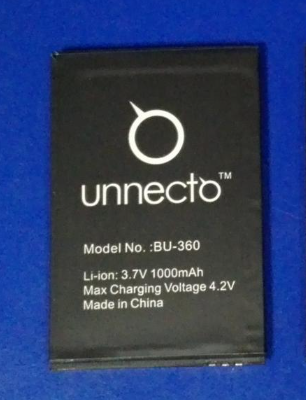 unnecto™
Model No. :BU-360
Li-ion: 3.7V 1000mAh
Max Charging Voltage 4.2V
Made in China